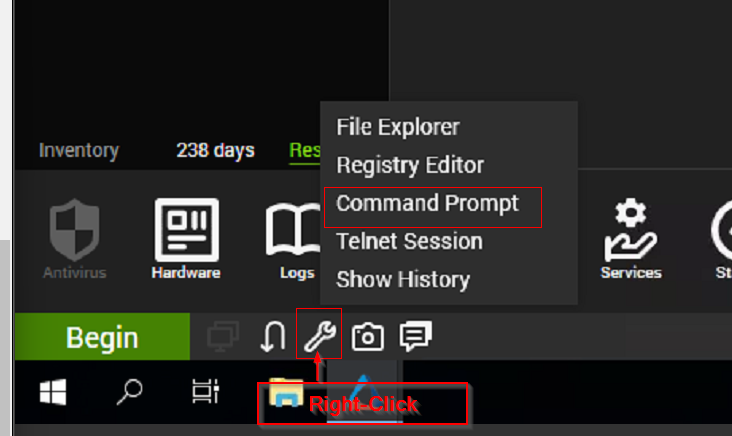 File Explorer
Inventory 238 days Res
Registry Editor
Command Prompt
Telnet Session
Show History
Antivirus Hardware Logs Services St
Begin
Right-Click